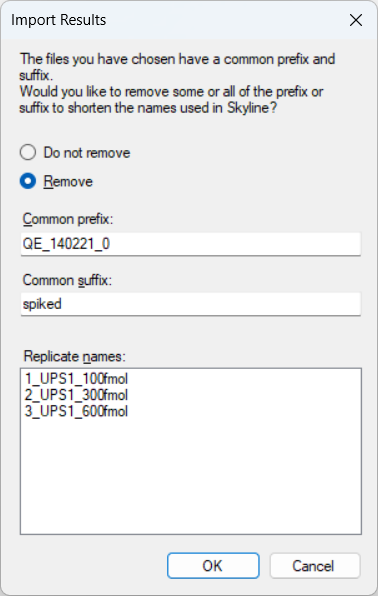 Import Results
The files you have chosen have a common prefix and
suffix.
Would you like to remove some or all of the prefix or
suffix to shorten the names used in Skyline?
Do not remove
Remove
Common prefix:
QE_140221_0
Common suffix:
spiked
Replicate names:
1_UPS1_100fmol
2_UPS1_300fmol
3_UPS1_600fmol
OK
Cancel